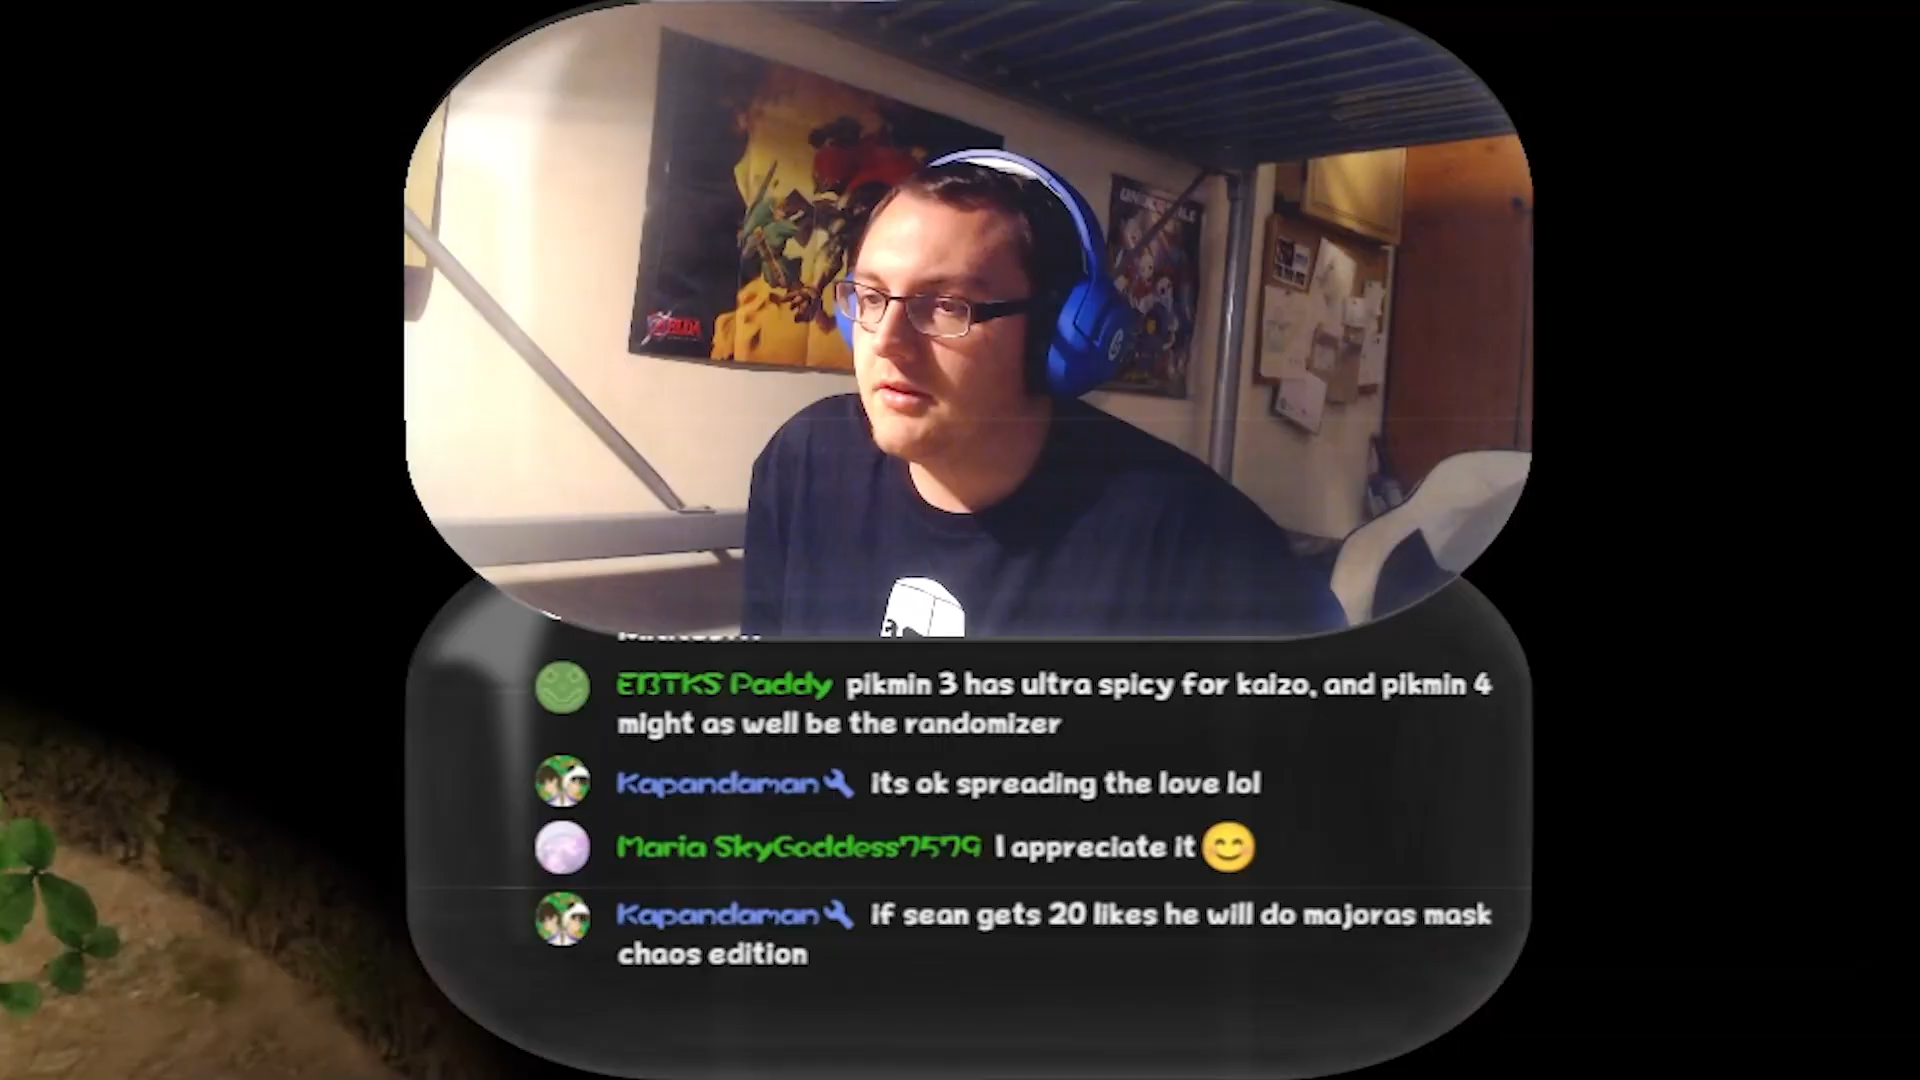 ZELDA
EBTKS Paddy pikmin 3 has ultra spicy for kaizo, and pikmin 4
might as well be the randomizer
Kapandaman its ok spreading the love lol
Maria SkyGoddess7579 I appreciate it
Kapandaman if sean gets 20 likes he will do majoras mask
chaos edition